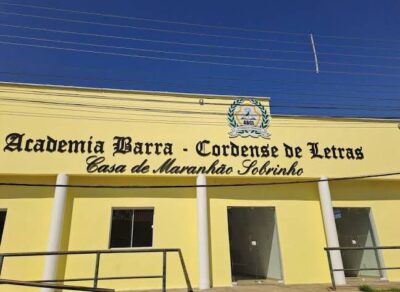 Academia Barra - Cordense de Letras
Casa de Maranhão Sobrinho